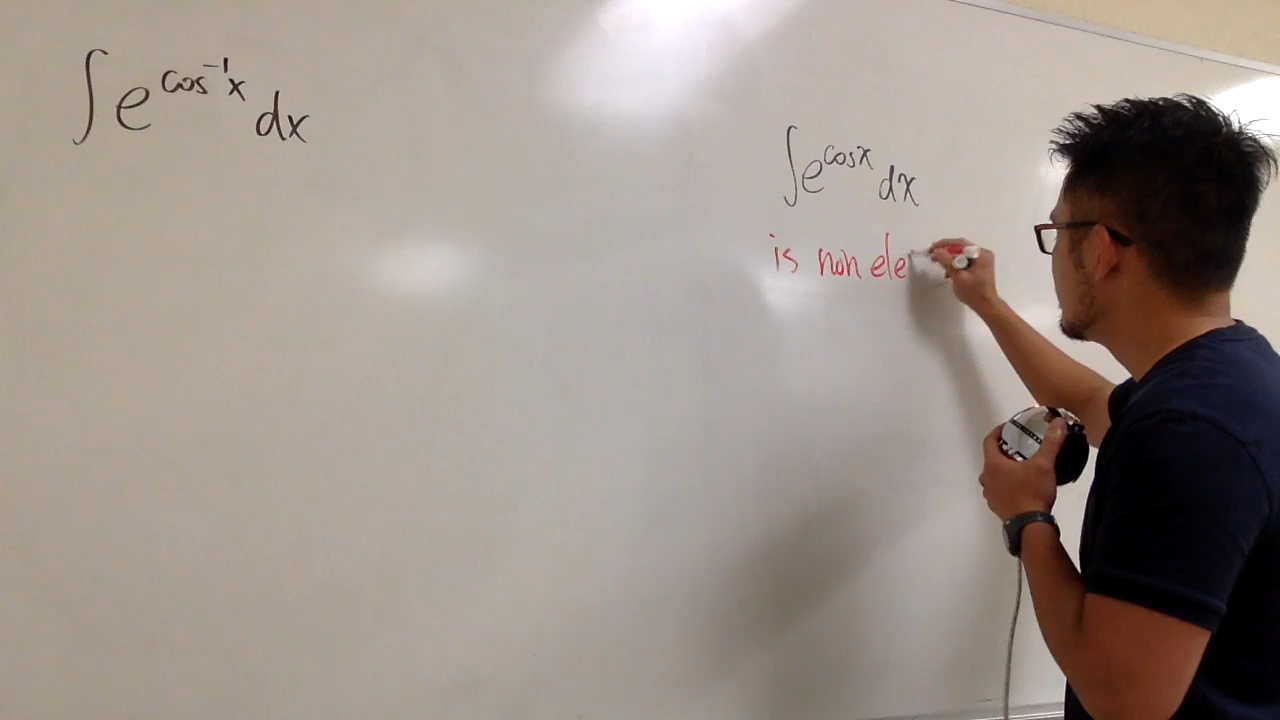 ∫e^{cos⁻¹x} dx
∫e^{cosx} dx
is non ele